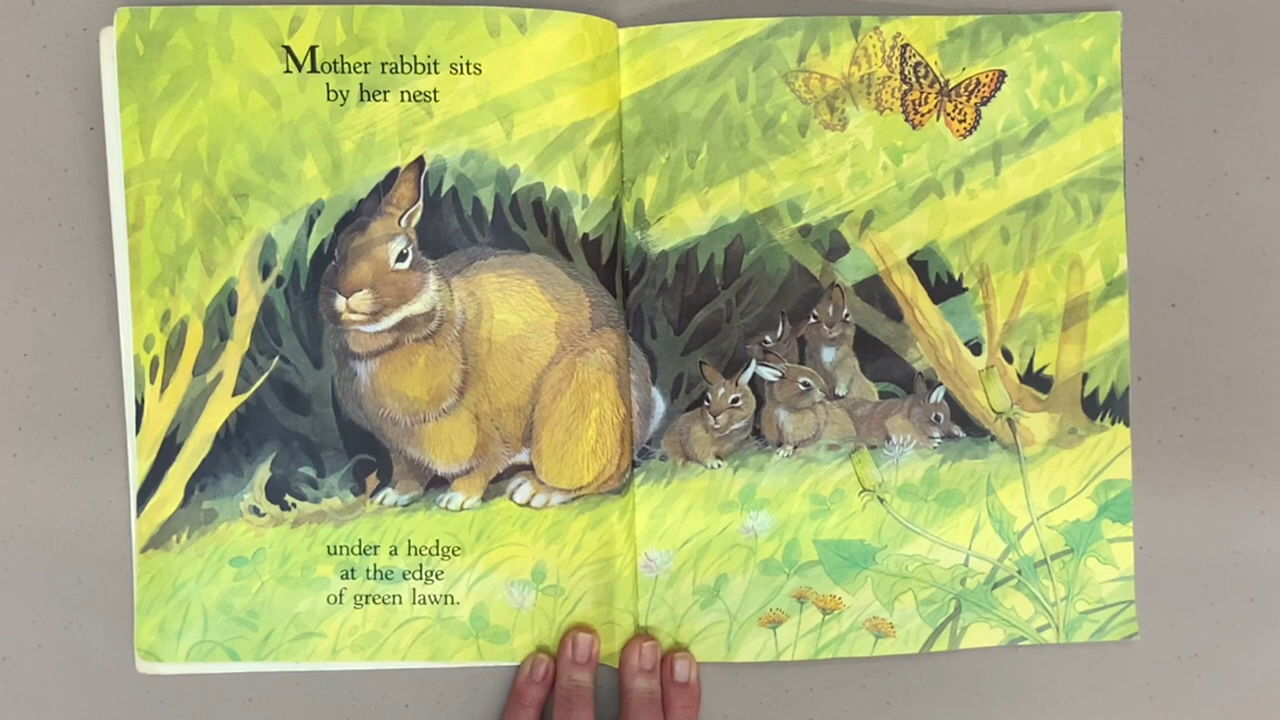 Mother rabbit sits
by her nest
under a hedge
at the edge
of green lawn.